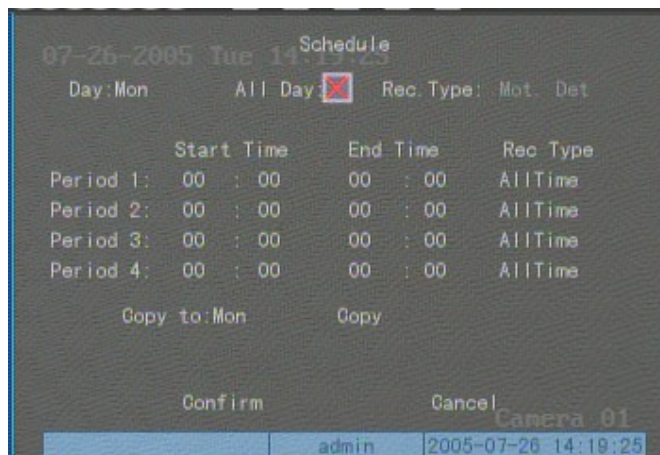 Schedule
07-26-2005 Tue 14:19:23
Day:Mon All Day: Rec.Type: Mot. Det
Start Time End Time Rec Type
Period 1: 00 : 00 00 : 00 AllTime
Period 2: 00 : 00 00 : 00 AllTime
Period 3: 00 : 00 00 : 00 AllTime
Period 4: 00 : 00 00 : 00 AllTime
Copy to:Mon Copy
Confirm Cancel
Camera 01
admin 2005-07-26 14:19:25